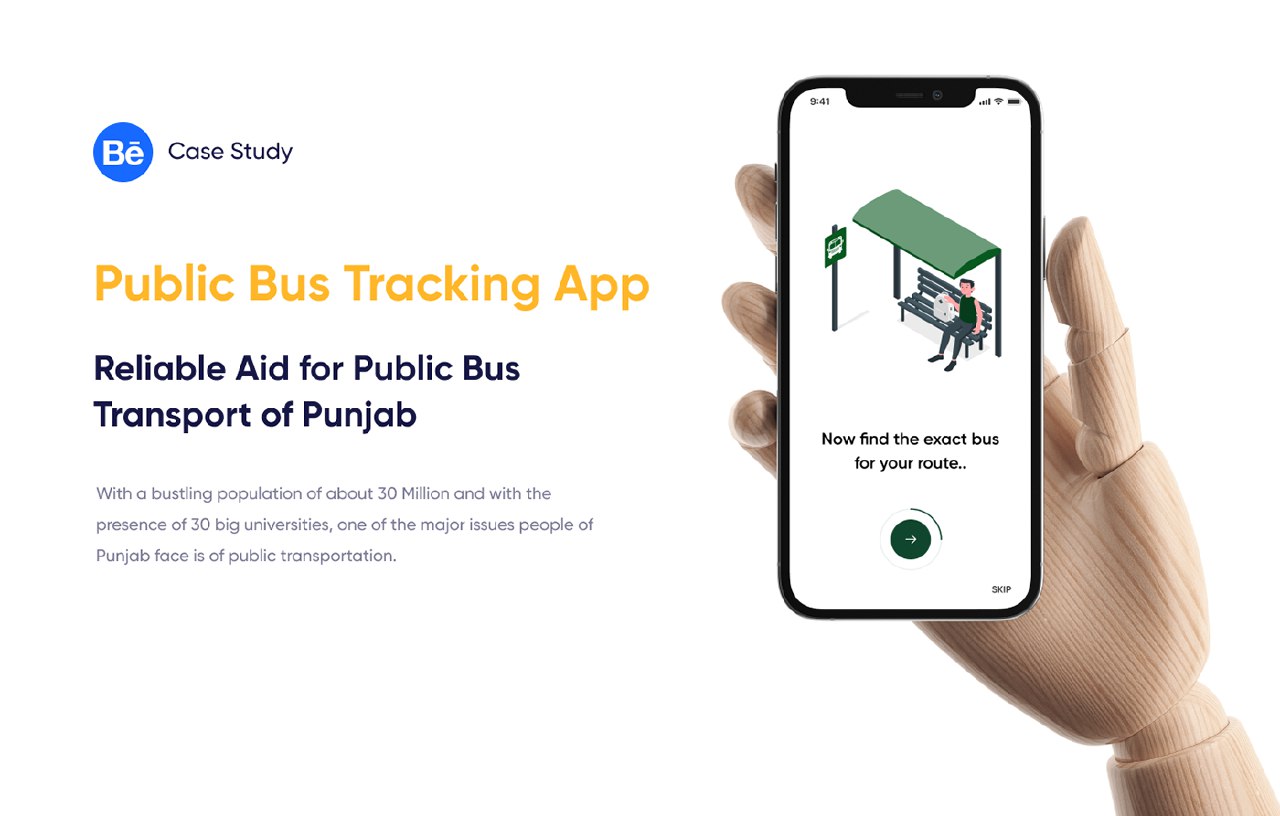 Bē Case Study
Public Bus Tracking App
Reliable Aid for Public Bus
Transport of Punjab
With a bustling population of about 30 Million and with the
presence of 30 big universities, one of the major issues people of
Punjab face is of public transportation.
9:41
Now find the exact bus
for your route..
SKIP